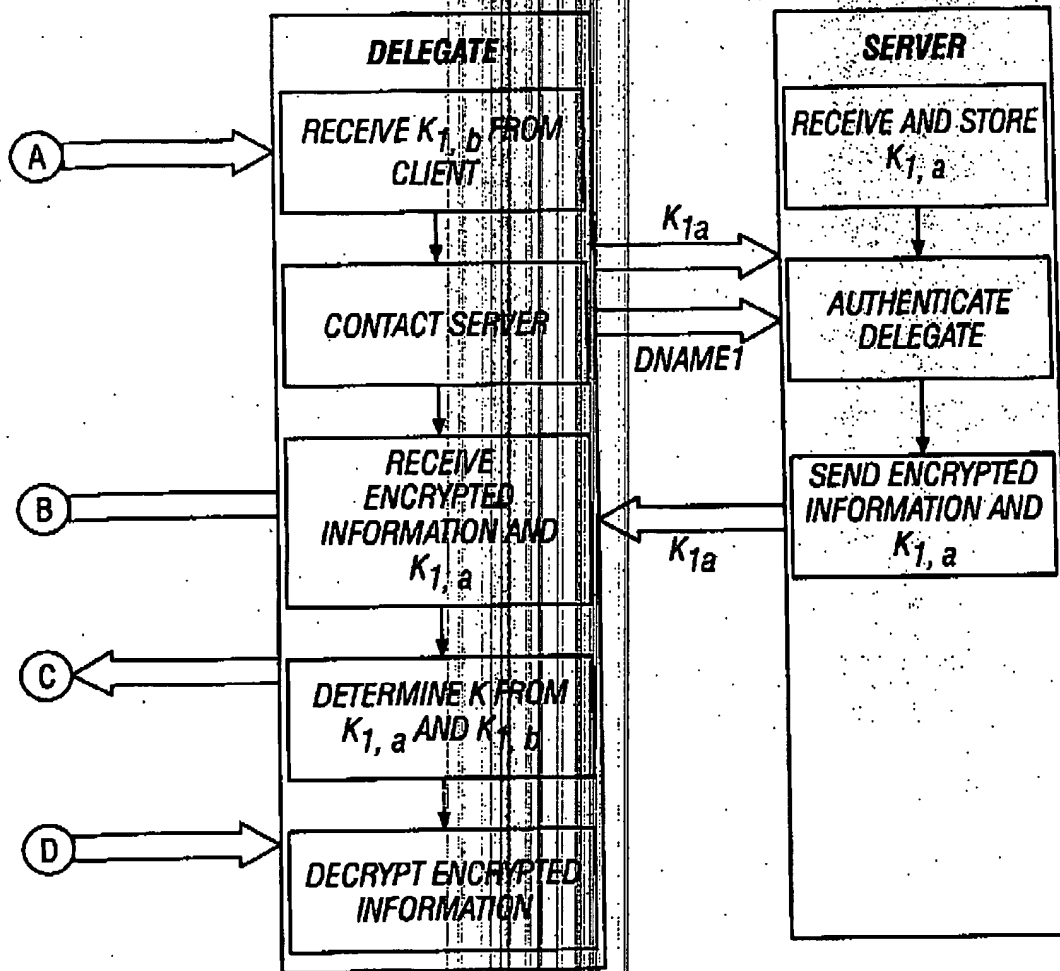 DELEGATE
RECEIVE K1, b FROM
CLIENT
CONTACT SERVER
RECEIVE
ENCRYPTED
INFORMATION AND
K1, a
DETERMINE K FROM
K1, a AND K1, b
DECRYPT ENCRYPTED
INFORMATION
A
B
C
D
K1a
DNAME1
K1a
SERVER
RECEIVE AND STORE
K1, a
AUTHENTICATE
DELEGATE
SEND ENCRYPTED
INFORMATION AND
K1, a